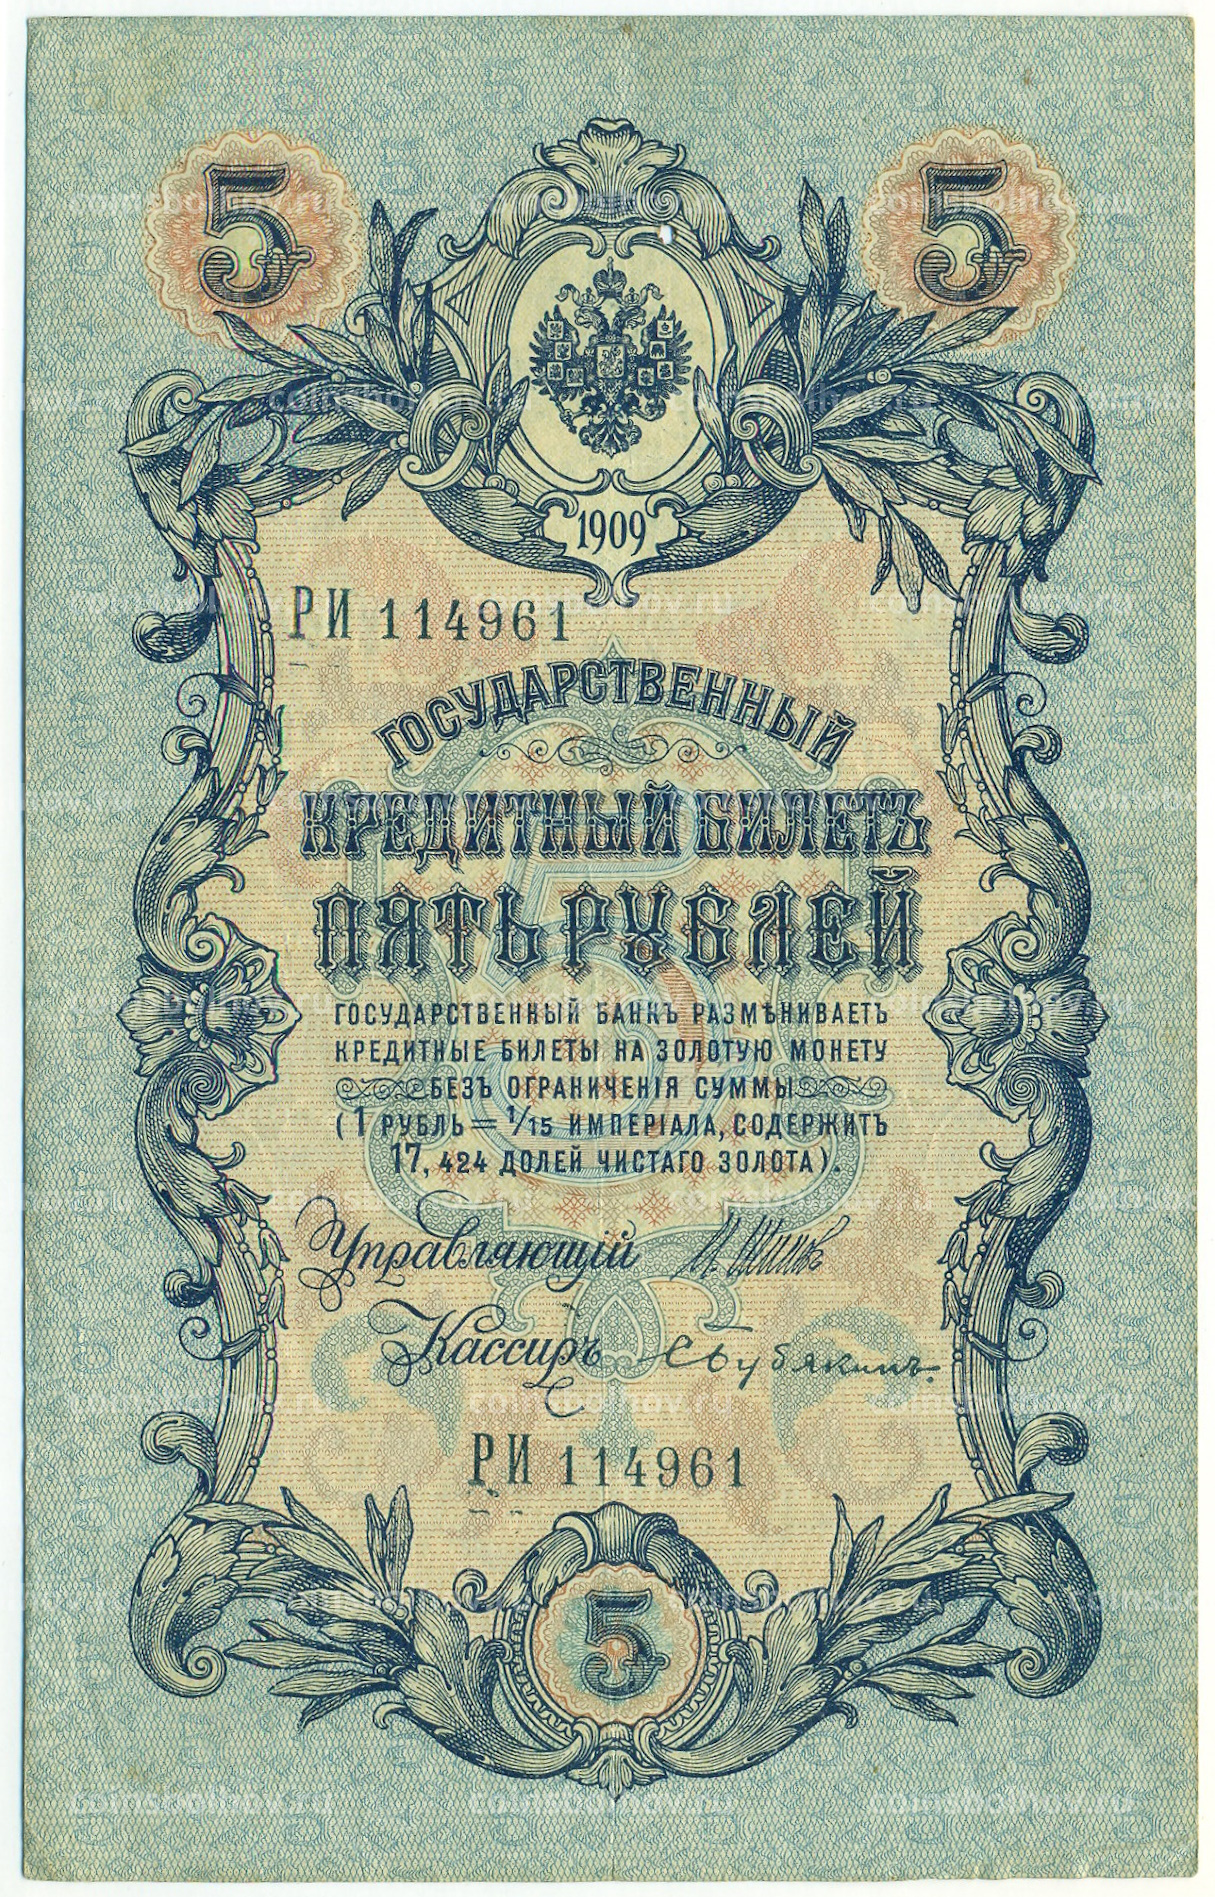 5 5
1909
РИ 114961
ГОСУДАРСТВЕННЫЙ
КРЕДИТНЫЙ БИЛЕТЪ
ПЯТЬ РУБЛЕЙ
ГОСУДАРСТВЕННЫЙ БАНКЪ РАЗМѢНИВАЕТЪ
КРЕДИТНЫЕ БИЛЕТЫ НА ЗОЛОТУЮ МОНЕТУ
БЕЗЪ ОГРАНИЧЕНІЯ СУММЫ
(1 РУБЛЬ = 1/15 ИМПЕРІАЛА, СОДЕРЖИТЪ
17,424 ДОЛЕЙ ЧИСТАГО ЗОЛОТА).
Управляющій И Шипов
Кассиръ
РИ 114961
5